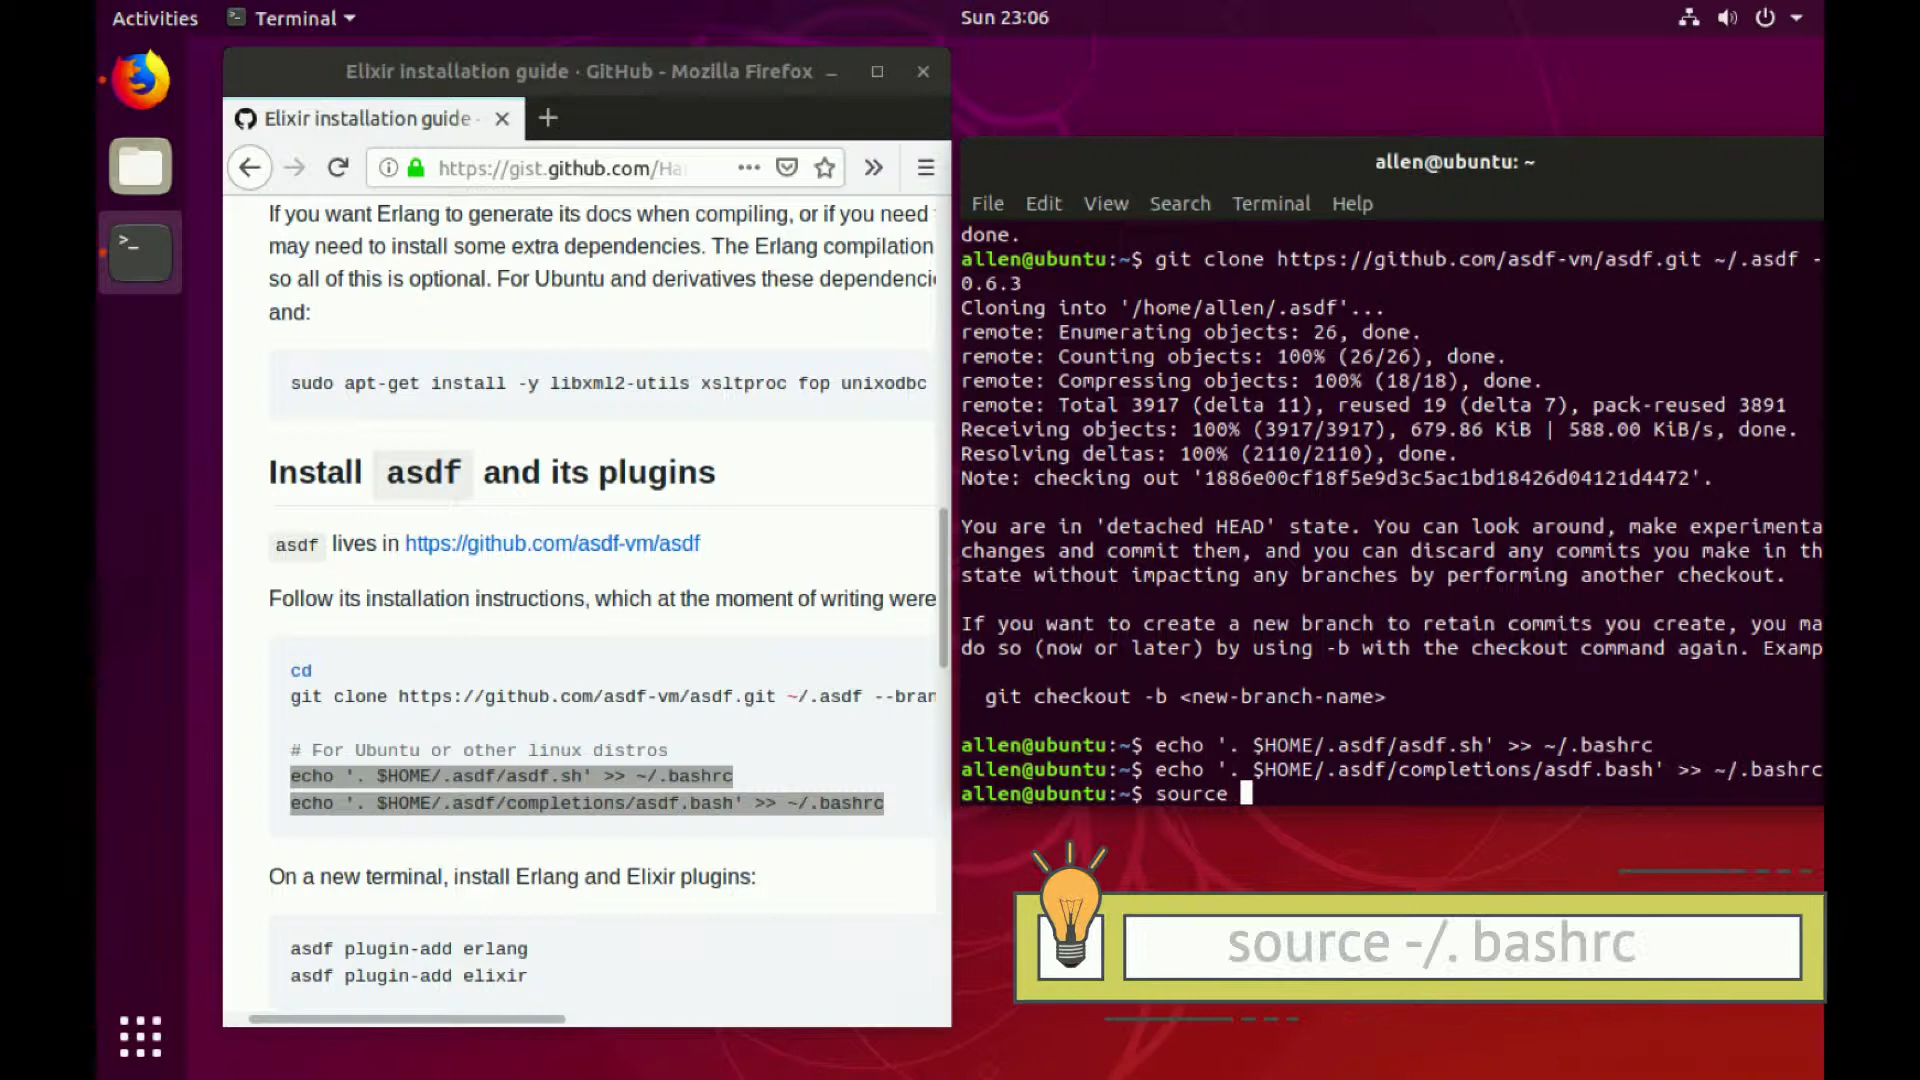 Activities
Terminal
Sun 23:06
Elixir installation guide · GitHub - Mozilla Firefox
Elixir installation guide
https://gist.github.com/Ha
If you want Erlang to generate its docs when compiling, or if you need
may need to install some extra dependencies. The Erlang compilation
so all of this is optional. For Ubuntu and derivatives these dependenci
and:
sudo apt-get install -y libxml2-utils xsltproc fop unixodbc
Install asdf and its plugins
asdf lives in https://github.com/asdf-vm/asdf
Follow its installation instructions, which at the moment of writing were
cd
git clone https://github.com/asdf-vm/asdf.git ~/.asdf --bran
# For Ubuntu or other linux distros
echo '. $HOME/.asdf/asdf.sh' >> ~/.bashrc
echo '. $HOME/.asdf/completions/asdf.bash' >> ~/.bashrc
On a new terminal, install Erlang and Elixir plugins:
asdf plugin-add erlang
asdf plugin-add elixir
allen@ubuntu: ~
File Edit View Search Terminal Help
done.
allen@ubuntu:~$ git clone https://github.com/asdf-vm/asdf.git ~/.asdf -
0.6.3
Cloning into '/home/allen/.asdf'...
remote: Enumerating objects: 26, done.
remote: Counting objects: 100% (26/26), done.
remote: Compressing objects: 100% (18/18), done.
remote: Total 3917 (delta 11), reused 19 (delta 7), pack-reused 3891
Receiving objects: 100% (3917/3917), 679.86 KiB | 588.00 KiB/s, done.
Resolving deltas: 100% (2110/2110), done.
Note: checking out '1886e00cf18f5e9d3c5ac1bd18426d04121d4472'.
You are in 'detached HEAD' state. You can look around, make experimenta
changes and commit them, and you can discard any commits you make in th
state without impacting any branches by performing another checkout.
If you want to create a new branch to retain commits you create, you ma
do so (now or later) by using -b with the checkout command again. Examp
git checkout -b <new-branch-name>
allen@ubuntu:~$ echo '. $HOME/.asdf/asdf.sh' >> ~/.bashrc
allen@ubuntu:~$ echo '. $HOME/.asdf/completions/asdf.bash' >> ~/.bashrc
allen@ubuntu:~$ source
source -/. bashrc